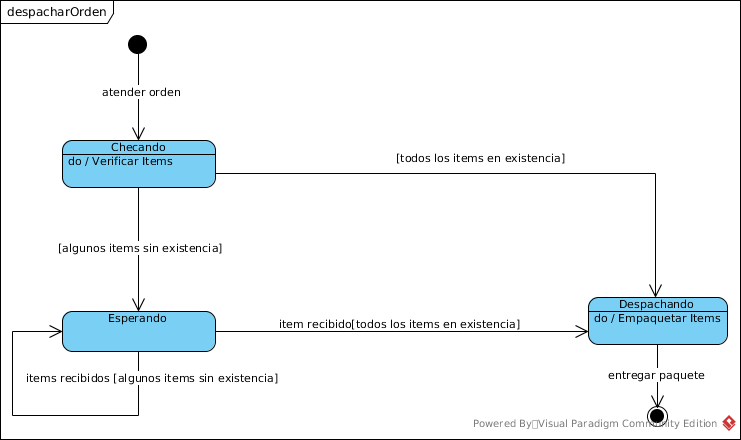 despacharOrden
atender orden
Checando
do / Verificar Items
[todos los items en existencia]
[algunos items sin existencia]
Despachando
do / Empaquetar Items
Esperando
item recibido[todos los items en existencia]
items recibidos [algunos items sin existencia]
entregar paquete
Powered By Visual Paradigm Community Edition